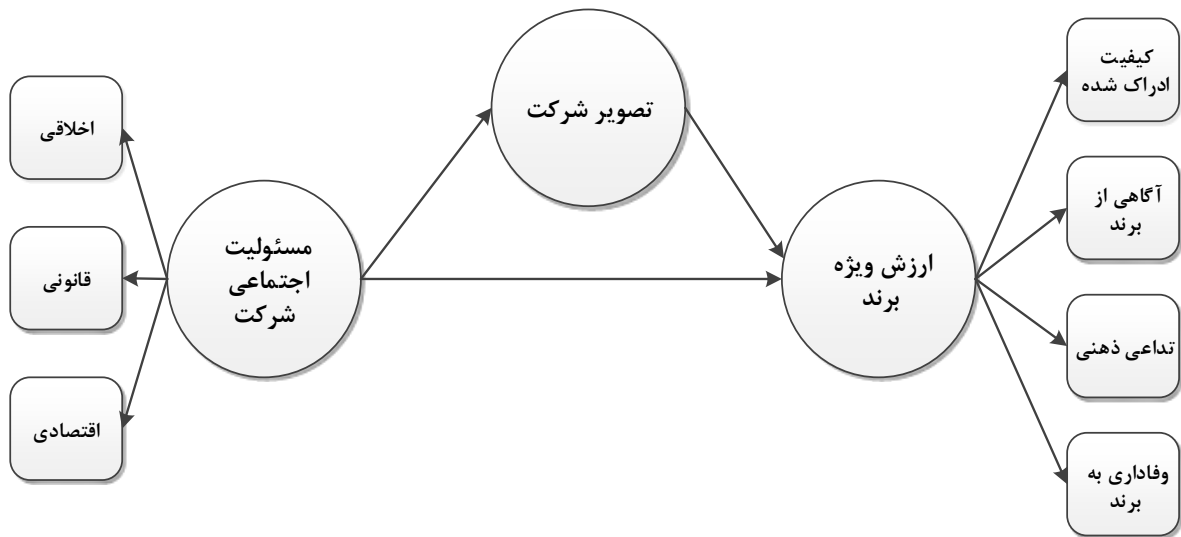 کیفیت
ادراک شده
تصویر شرکت
اخلاقی
آگاهی از
برند
مسئولیت
اجتماعی
شرکت
ارزش ویژه
برند
قانونی
تداعی ذهنی
اقتصادی
وفاداری به
برند